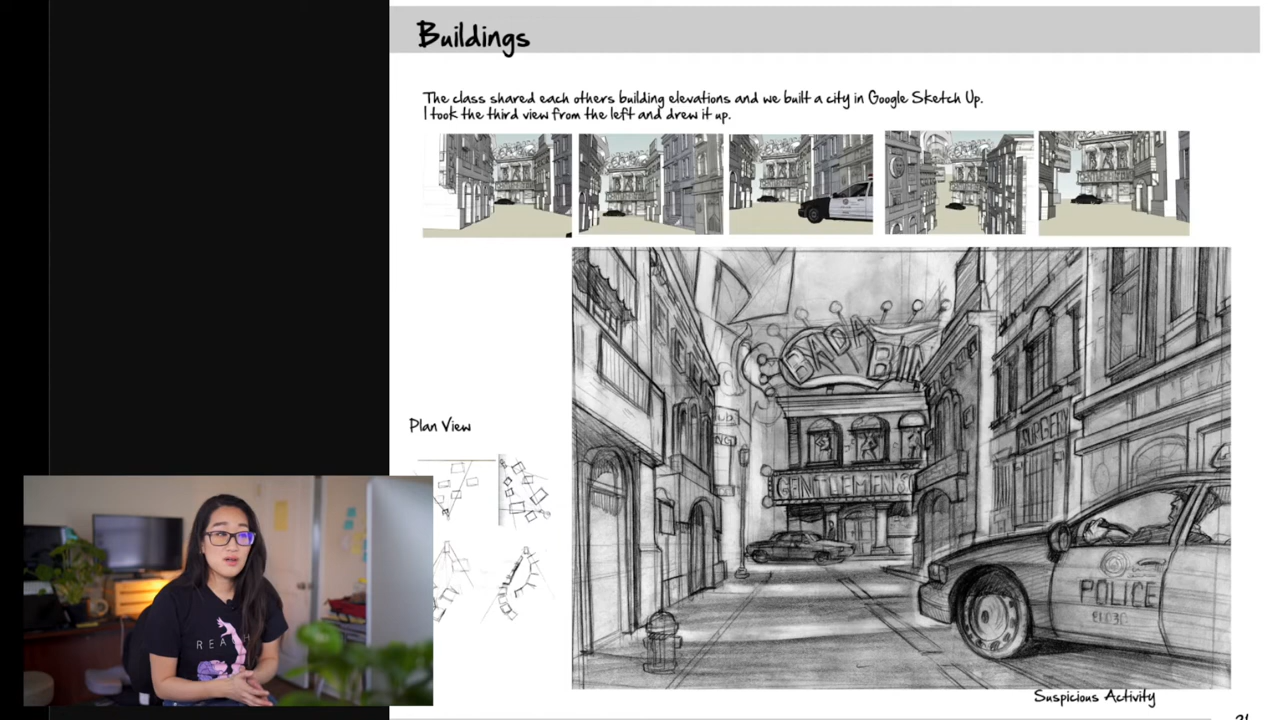 Buildings
The class shared each others building elevations and we built a city in Google Sketch Up.
I took the third view from the left and drew it up.
BADA
BIN
GENTLEMEN'S
SURGERY
POLICE
Plan View
REACH
Suspicious Activity